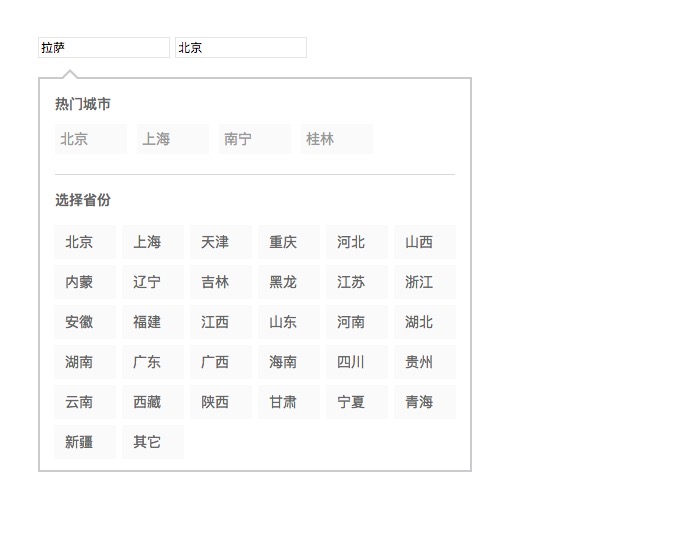 拉萨 北京
热门城市
北京 上海 南宁 桂林
选择省份
北京 上海 天津 重庆 河北 山西
内蒙 辽宁 吉林 黑龙 江苏 浙江
安徽 福建 江西 山东 河南 湖北
湖南 广东 广西 海南 四川 贵州
云南 西藏 陕西 甘肃 宁夏 青海
新疆 其它